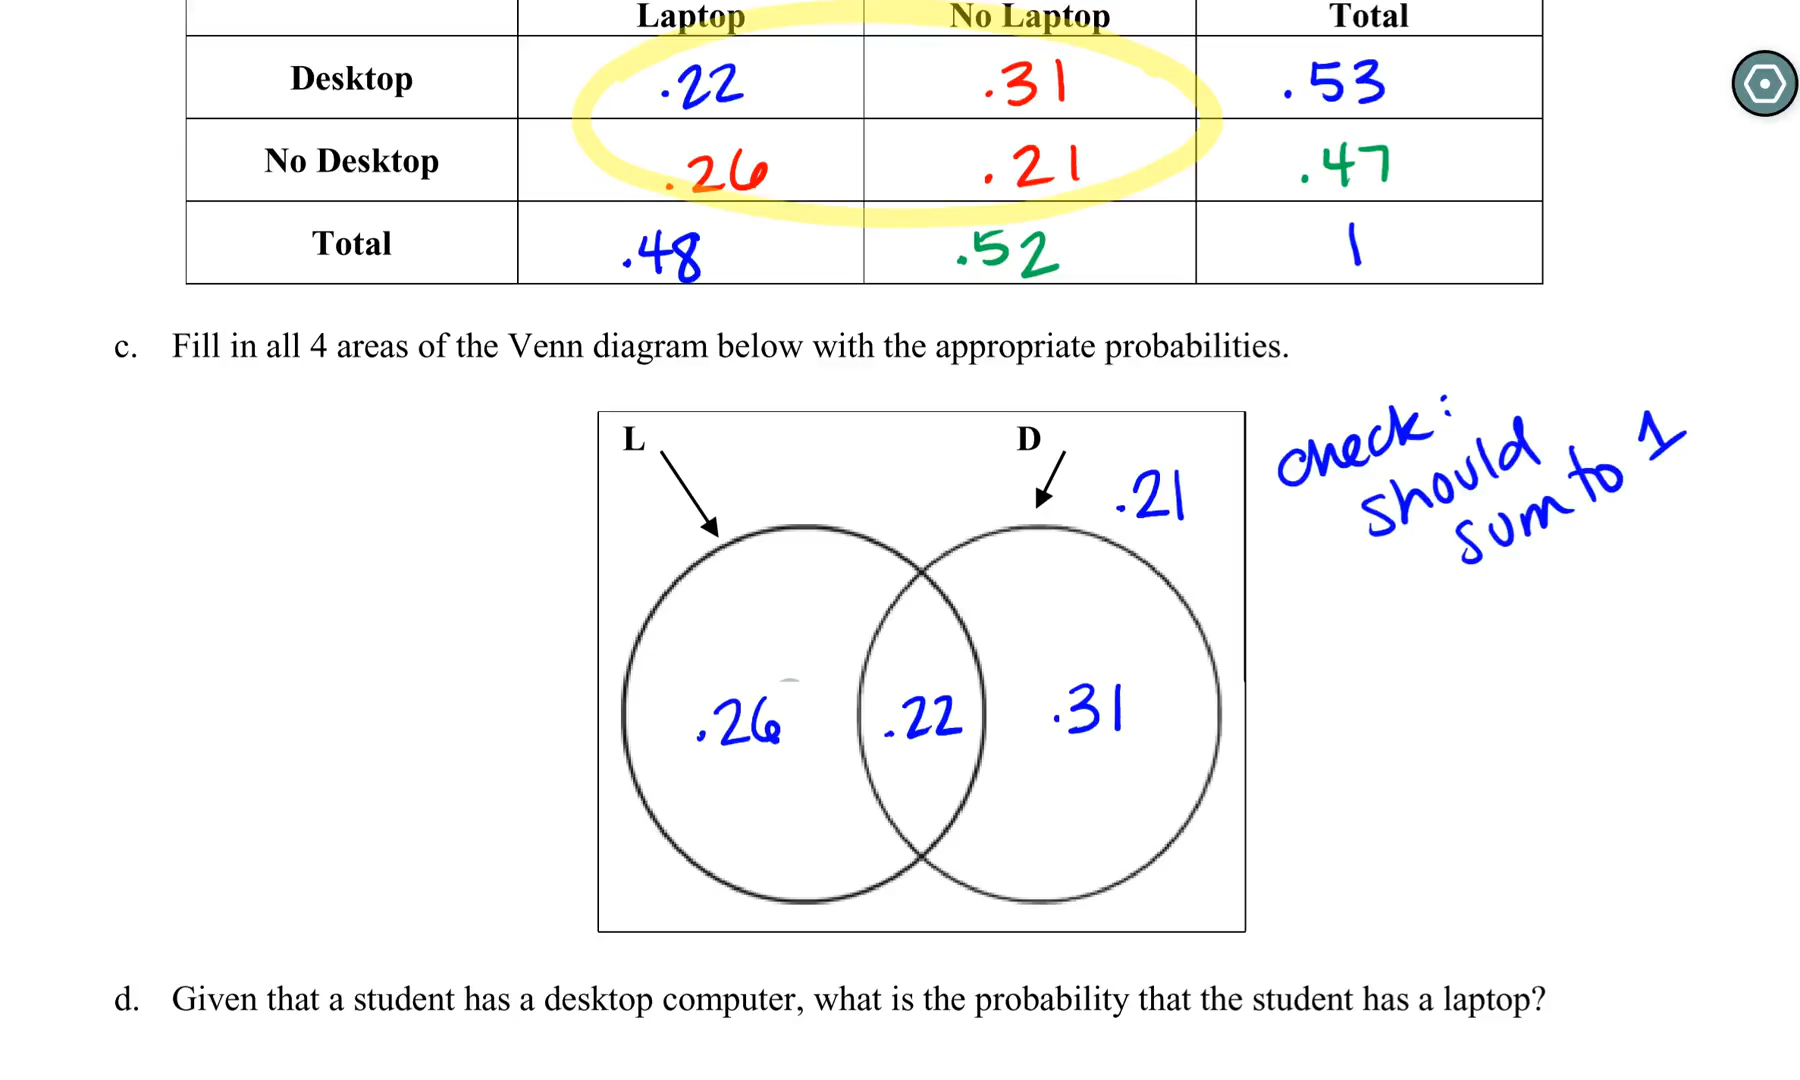 Laptop No Laptop Total
Desktop .22 .31 .53
No Desktop .26 .21 .47
Total .48 .52 1
c. Fill in all 4 areas of the Venn diagram below with the appropriate probabilities.
L D
.21
check:
should
sum to 1
.26 .22 .31
d. Given that a student has a desktop computer, what is the probability that the student has a laptop?